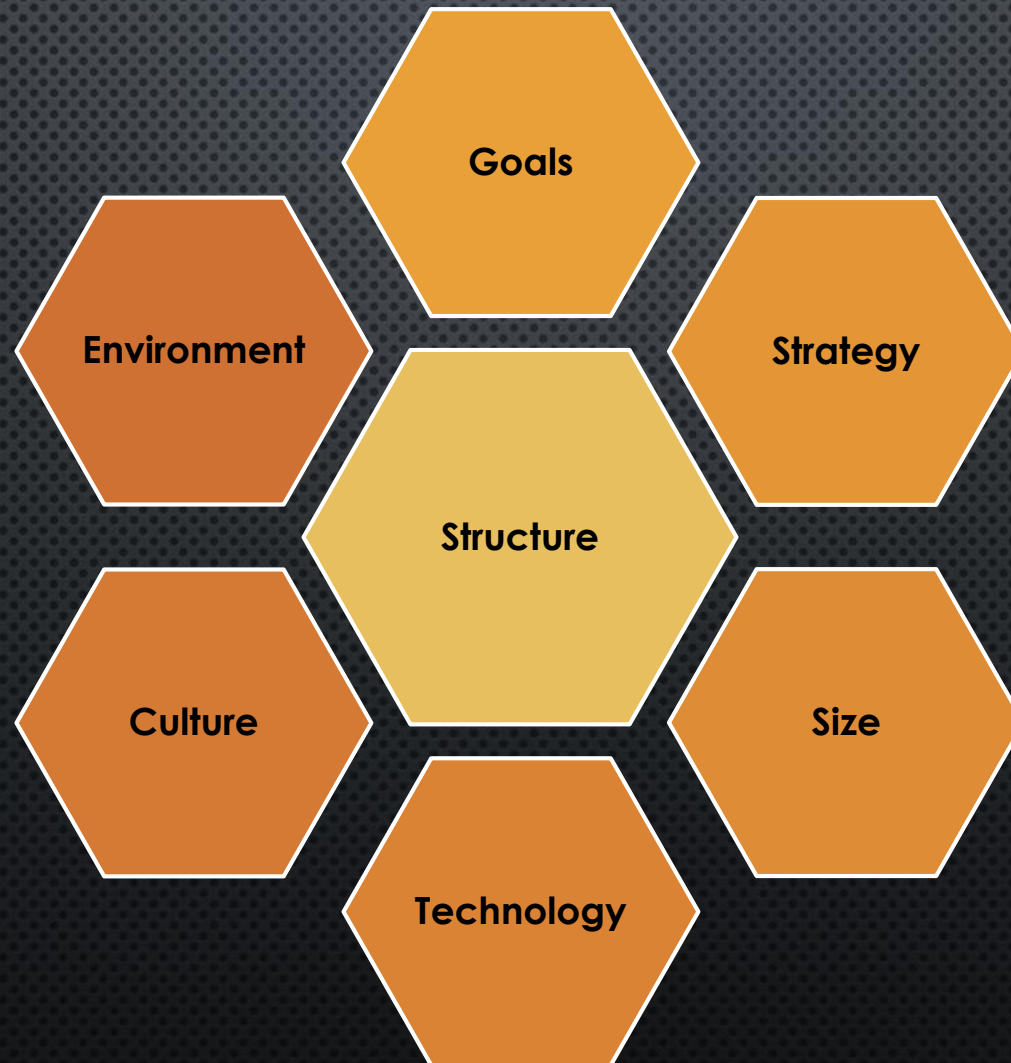 Goals
Environment
Strategy
Structure
Culture
Size
Technology